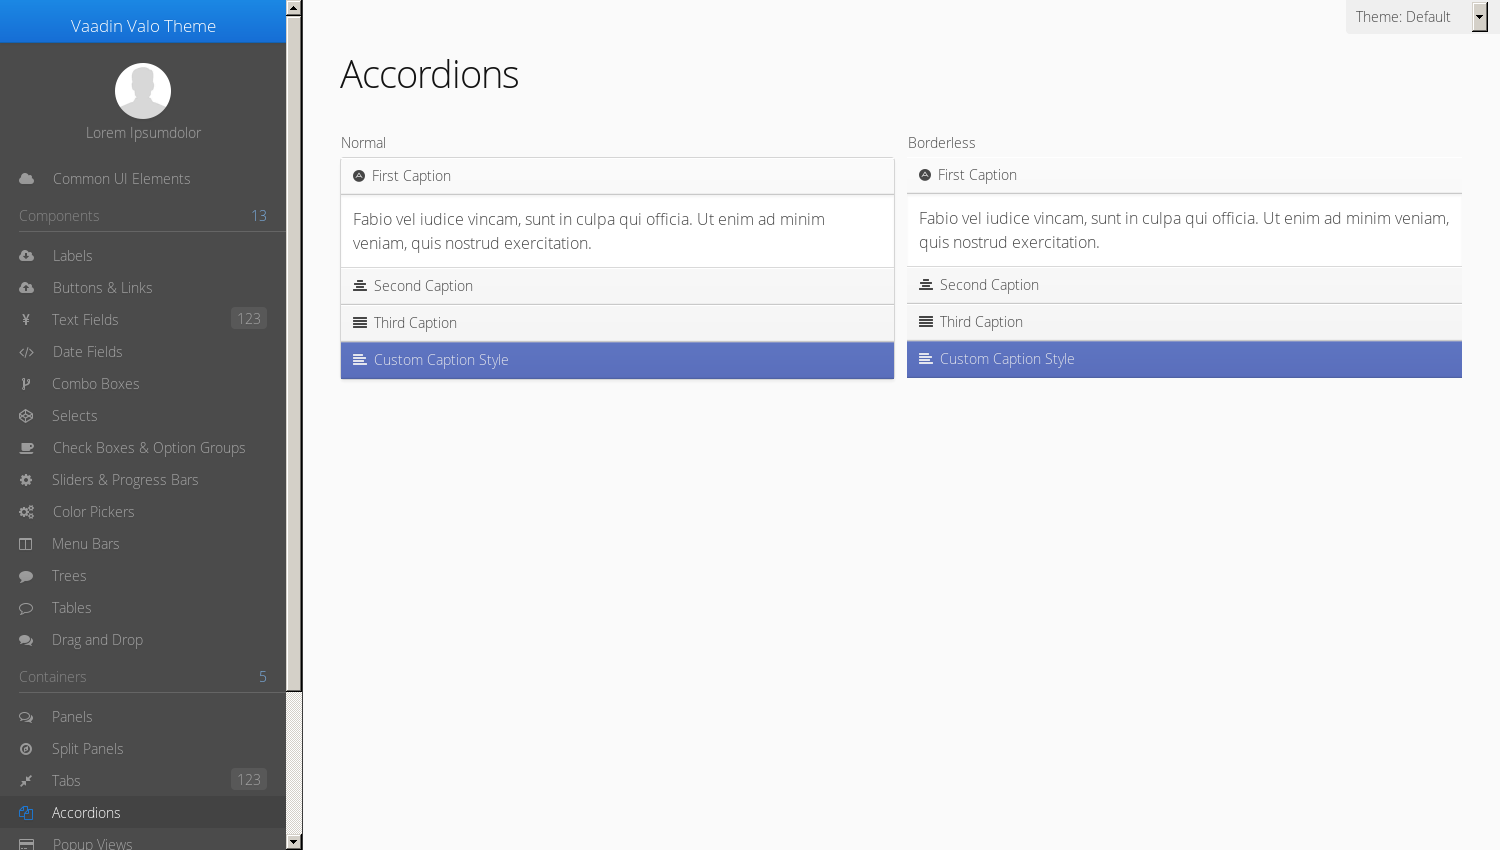 Vaadin Valo Theme
Lorem Ipsumdolor
Common UI Elements
Components 13
Labels
Buttons & Links
Text Fields 123
Date Fields
Combo Boxes
Selects
Check Boxes & Option Groups
Sliders & Progress Bars
Color Pickers
Menu Bars
Trees
Tables
Drag and Drop
Containers 5
Panels
Split Panels
Tabs 123
Accordions
Popup Views
Theme: Default
Accordions
Normal
First Caption
Fabio vel iudice vincam, sunt in culpa qui officia. Ut enim ad minim
veniam, quis nostrud exercitation.
Second Caption
Third Caption
Custom Caption Style
Borderless
First Caption
Fabio vel iudice vincam, sunt in culpa qui officia. Ut enim ad minim veniam,
quis nostrud exercitation.
Second Caption
Third Caption
Custom Caption Style